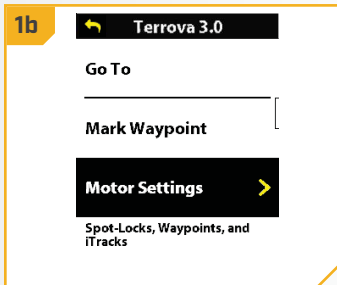 1b
Terrova 3.0
Go To
Mark Waypoint
Motor Settings
Spot-Locks, Waypoints, and
iTracks